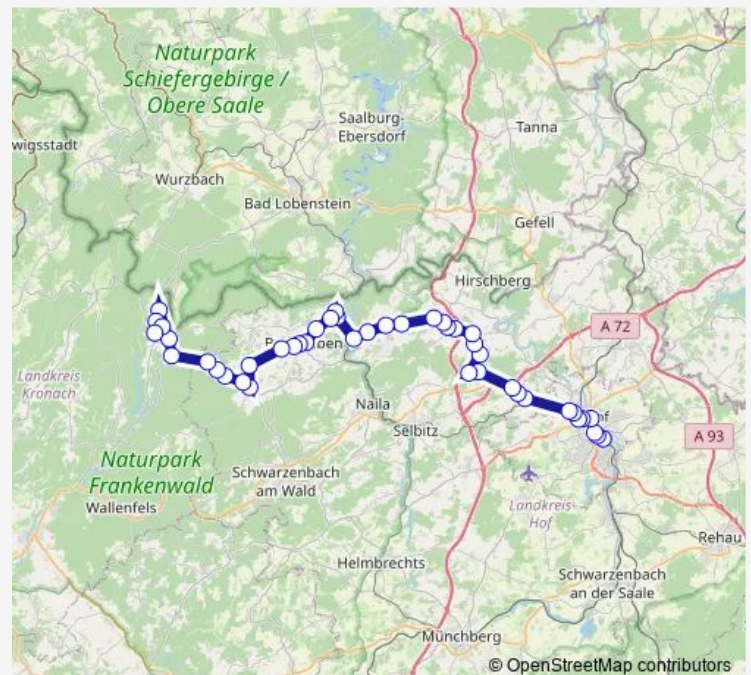 Naturpark
Schiefergebirge /
Obere Saale
wigsstadt
Saalburg-
Ebersdorf
Tanna
Wurzbach
Bad Lobenstein
Gefell
Hirschberg
A 72
Landkreis
Kronach
Naila
Selbitz
A 93
Naturpark
Frankenwald
Wallenfels
Schwarzenbach
am Wald
Landkreis
Hof
Rehau
Helmbrechts
Schwarzenbach
an der Saale
Münchberg
© OpenStreetMap contributors